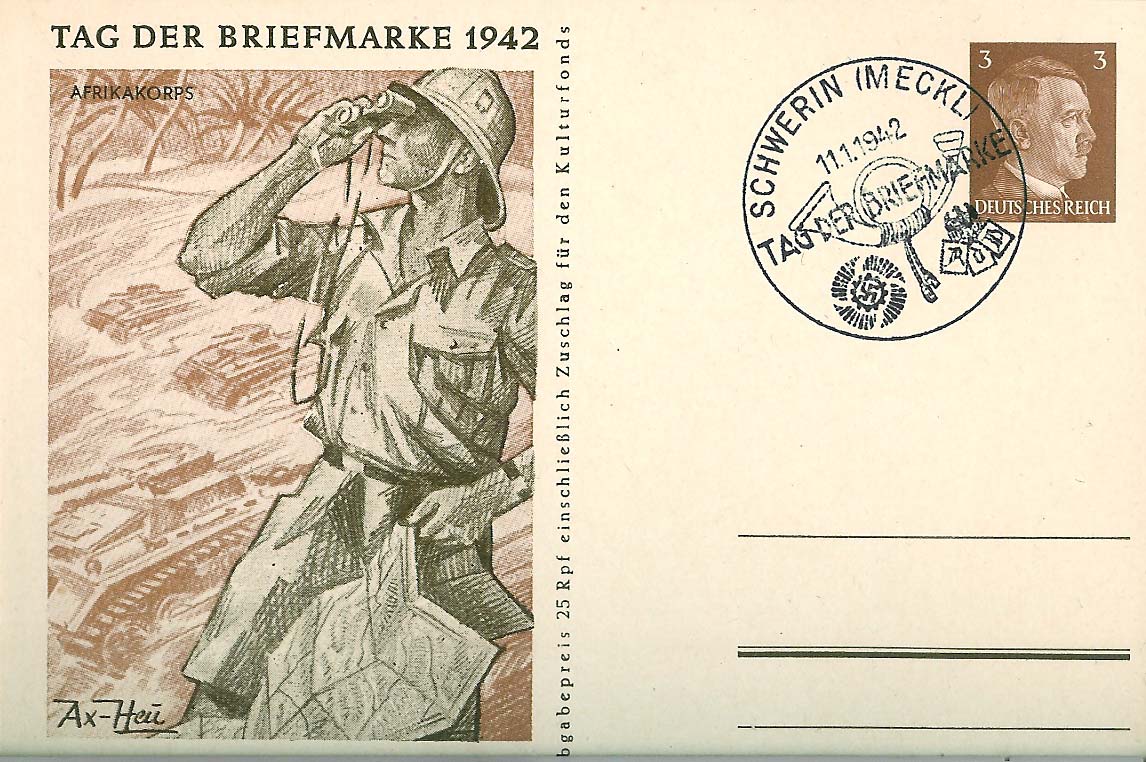 TAG DER BRIEFMARKE 1942
AFRIKAKORPS
Ax-Heu
bgabepreis 25 Rpf einschließlich Zuschlag für den Kulturfonds
SCHWERIN (MECKL)
11.1.1942
TAG DER BRIEFMARKE
3 3
DEUTSCHES REICH